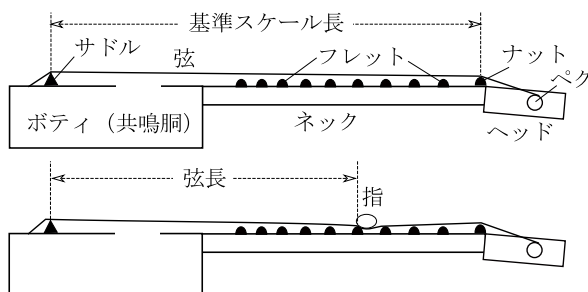 基準スケール長
サドル
弦
フレット
ナット
ペグ
ボディ（共鳴胴）
ネック
ヘッド
弦長
指